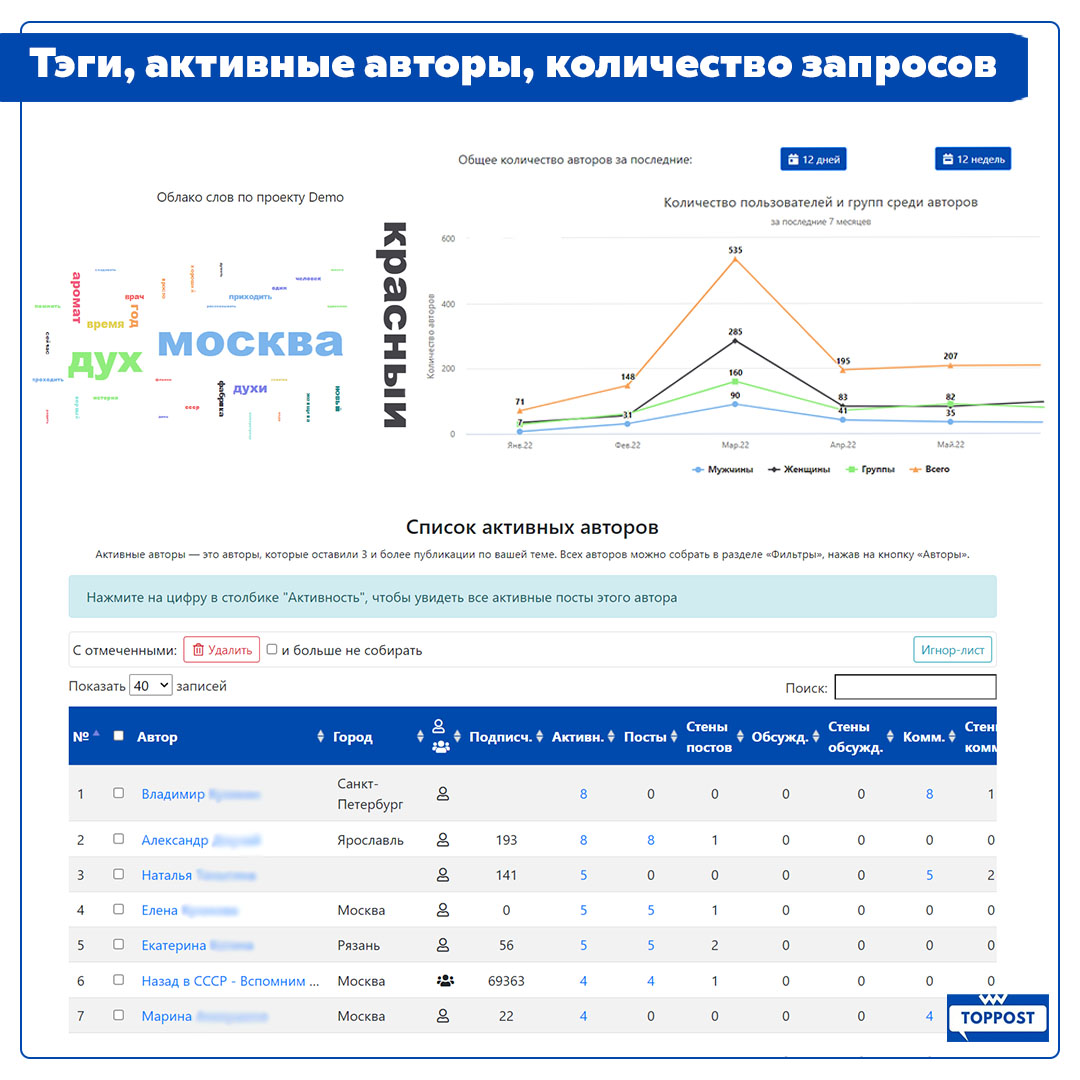 Тэги, активные авторы, количество запросов
Общее количество авторов за последние:
12 дней
12 недель
Облако слов по проекту Demo
красный
аромат
врач
год
время
приходить
человек
один
москва
дух
духи
фабрика
ссср
новый
сейчас
проходить
история
Количество пользователей и групп среди авторов
за последние 7 месяцев
Количество авторов
600
400
200
0
71
148
535
195
207
285
160
90
7
31
83
41
82
35
Янв.22
Фев.22
Мар.22
Апр.22
Май.22
Мужчины
Женщины
Группы
Всего
Список активных авторов
Активные авторы — это авторы, которые оставили 3 и более публикации по вашей теме. Всех авторов можно собрать в разделе «Фильтры», нажав на кнопку «Авторы».
Нажмите на цифру в столбике "Активность", чтобы увидеть все активные посты этого автора
С отмеченными: Удалить и больше не собирать Игнор-лист
Показать 40 записей Поиск:
№ Автор Город Подписч. Активн. Посты Стены постов Обсужд. Стены обсужд. Комм. Стены комм
1 Владимир Санкт-Петербург 8 0 0 0 0 8 1
2 Александр Ярославль 193 8 8 1 0 0 0 0
3 Наталья 141 5 0 0 0 0 5 2
4 Елена Москва 0 5 5 1 0 0 0 0
5 Екатерина Рязань 56 5 5 2 0 0 0 0
6 Назад в СССР - Вспомним ... Москва 69363 4 4 1 0 0 0 0
7 Марина Москва 22 4 0 0 0 0 4
TOPPOST